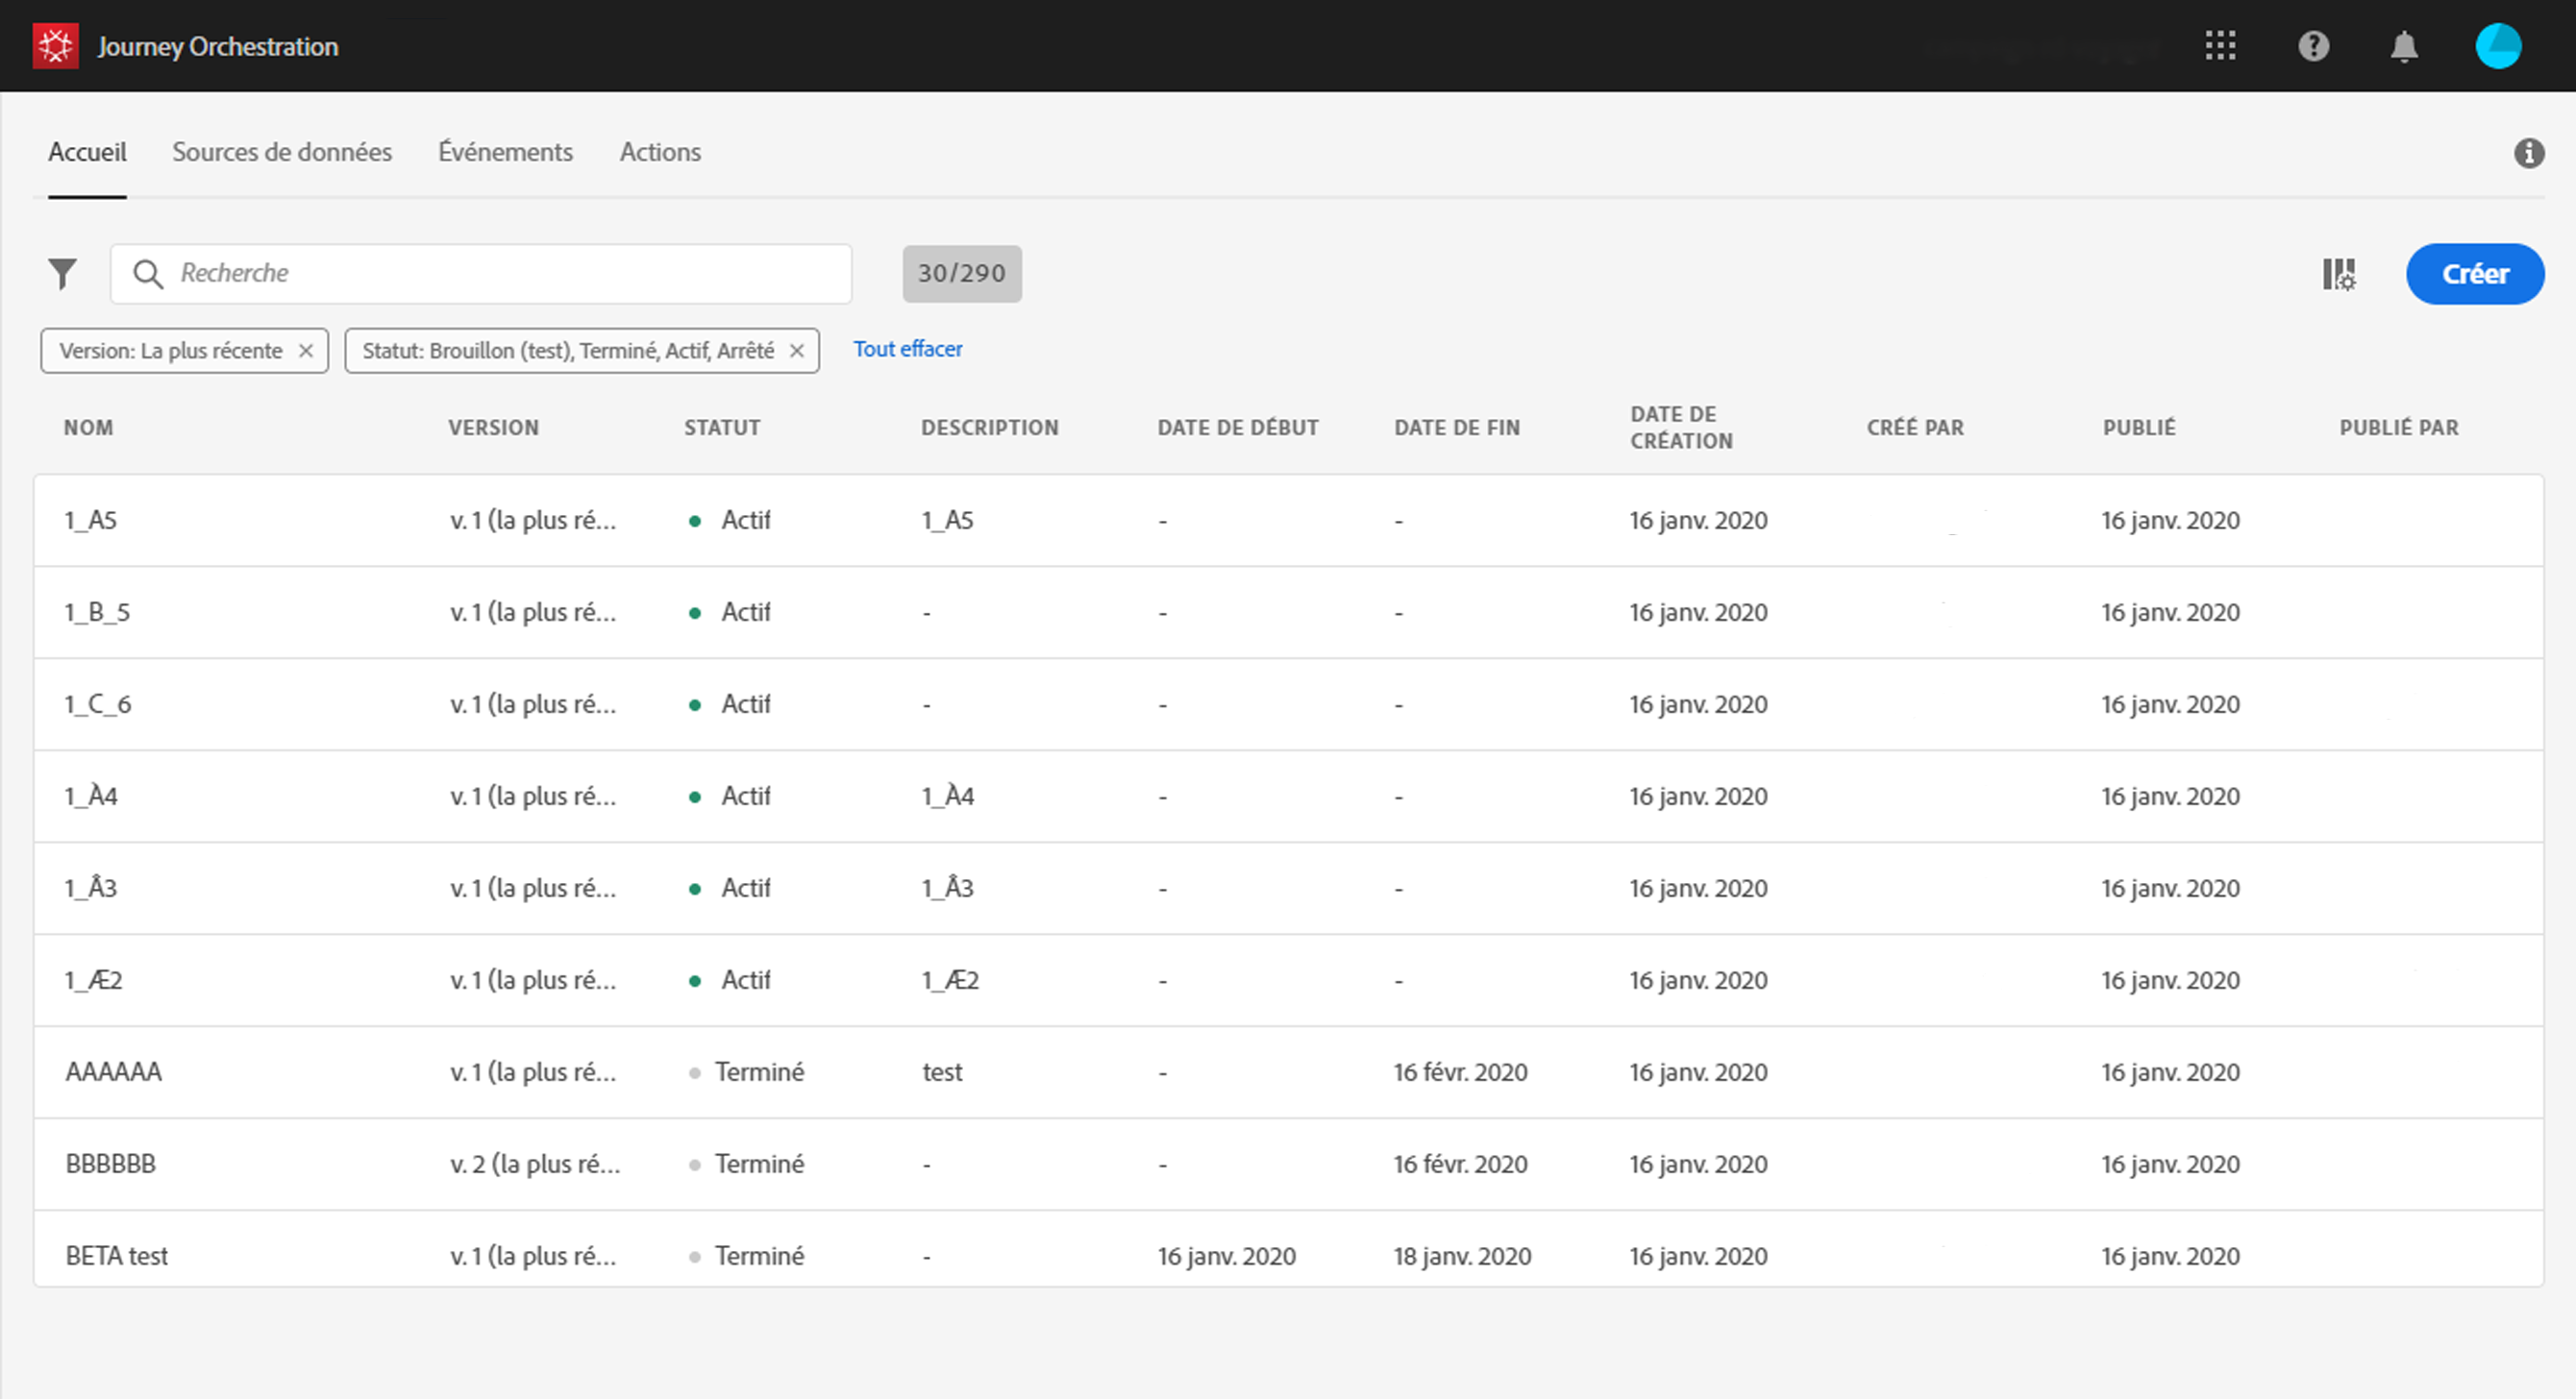 Journey Orchestration
Accueil Sources de données Événements Actions
Recherche 30/290 Créer
Version: La plus récente × Statut: Brouillon (test), Terminé, Actif, Arrêté × Tout effacer
NOM VERSION STATUT DESCRIPTION DATE DE DÉBUT DATE DE FIN DATE DE CRÉATION CRÉÉ PAR PUBLIÉ PUBLIÉ PAR
1_A5 v. 1 (la plus ré... Actif 1_A5 - - 16 janv. 2020 16 janv. 2020
1_B_5 v. 1 (la plus ré... Actif - - - 16 janv. 2020 16 janv. 2020
1_C_6 v. 1 (la plus ré... Actif - - - 16 janv. 2020 16 janv. 2020
1_À4 v. 1 (la plus ré... Actif 1_À4 - - 16 janv. 2020 16 janv. 2020
1_Â3 v. 1 (la plus ré... Actif 1_Â3 - - 16 janv. 2020 16 janv. 2020
1_Æ2 v. 1 (la plus ré... Actif 1_Æ2 - - 16 janv. 2020 16 janv. 2020
AAAAAA v. 1 (la plus ré... Terminé test - 16 févr. 2020 16 janv. 2020 16 janv. 2020
BBBBBB v. 2 (la plus ré... Terminé - - 16 févr. 2020 16 janv. 2020 16 janv. 2020
BETA test v. 1 (la plus ré... Terminé - 16 janv. 2020 18 janv. 2020 16 janv. 2020 16 janv. 2020